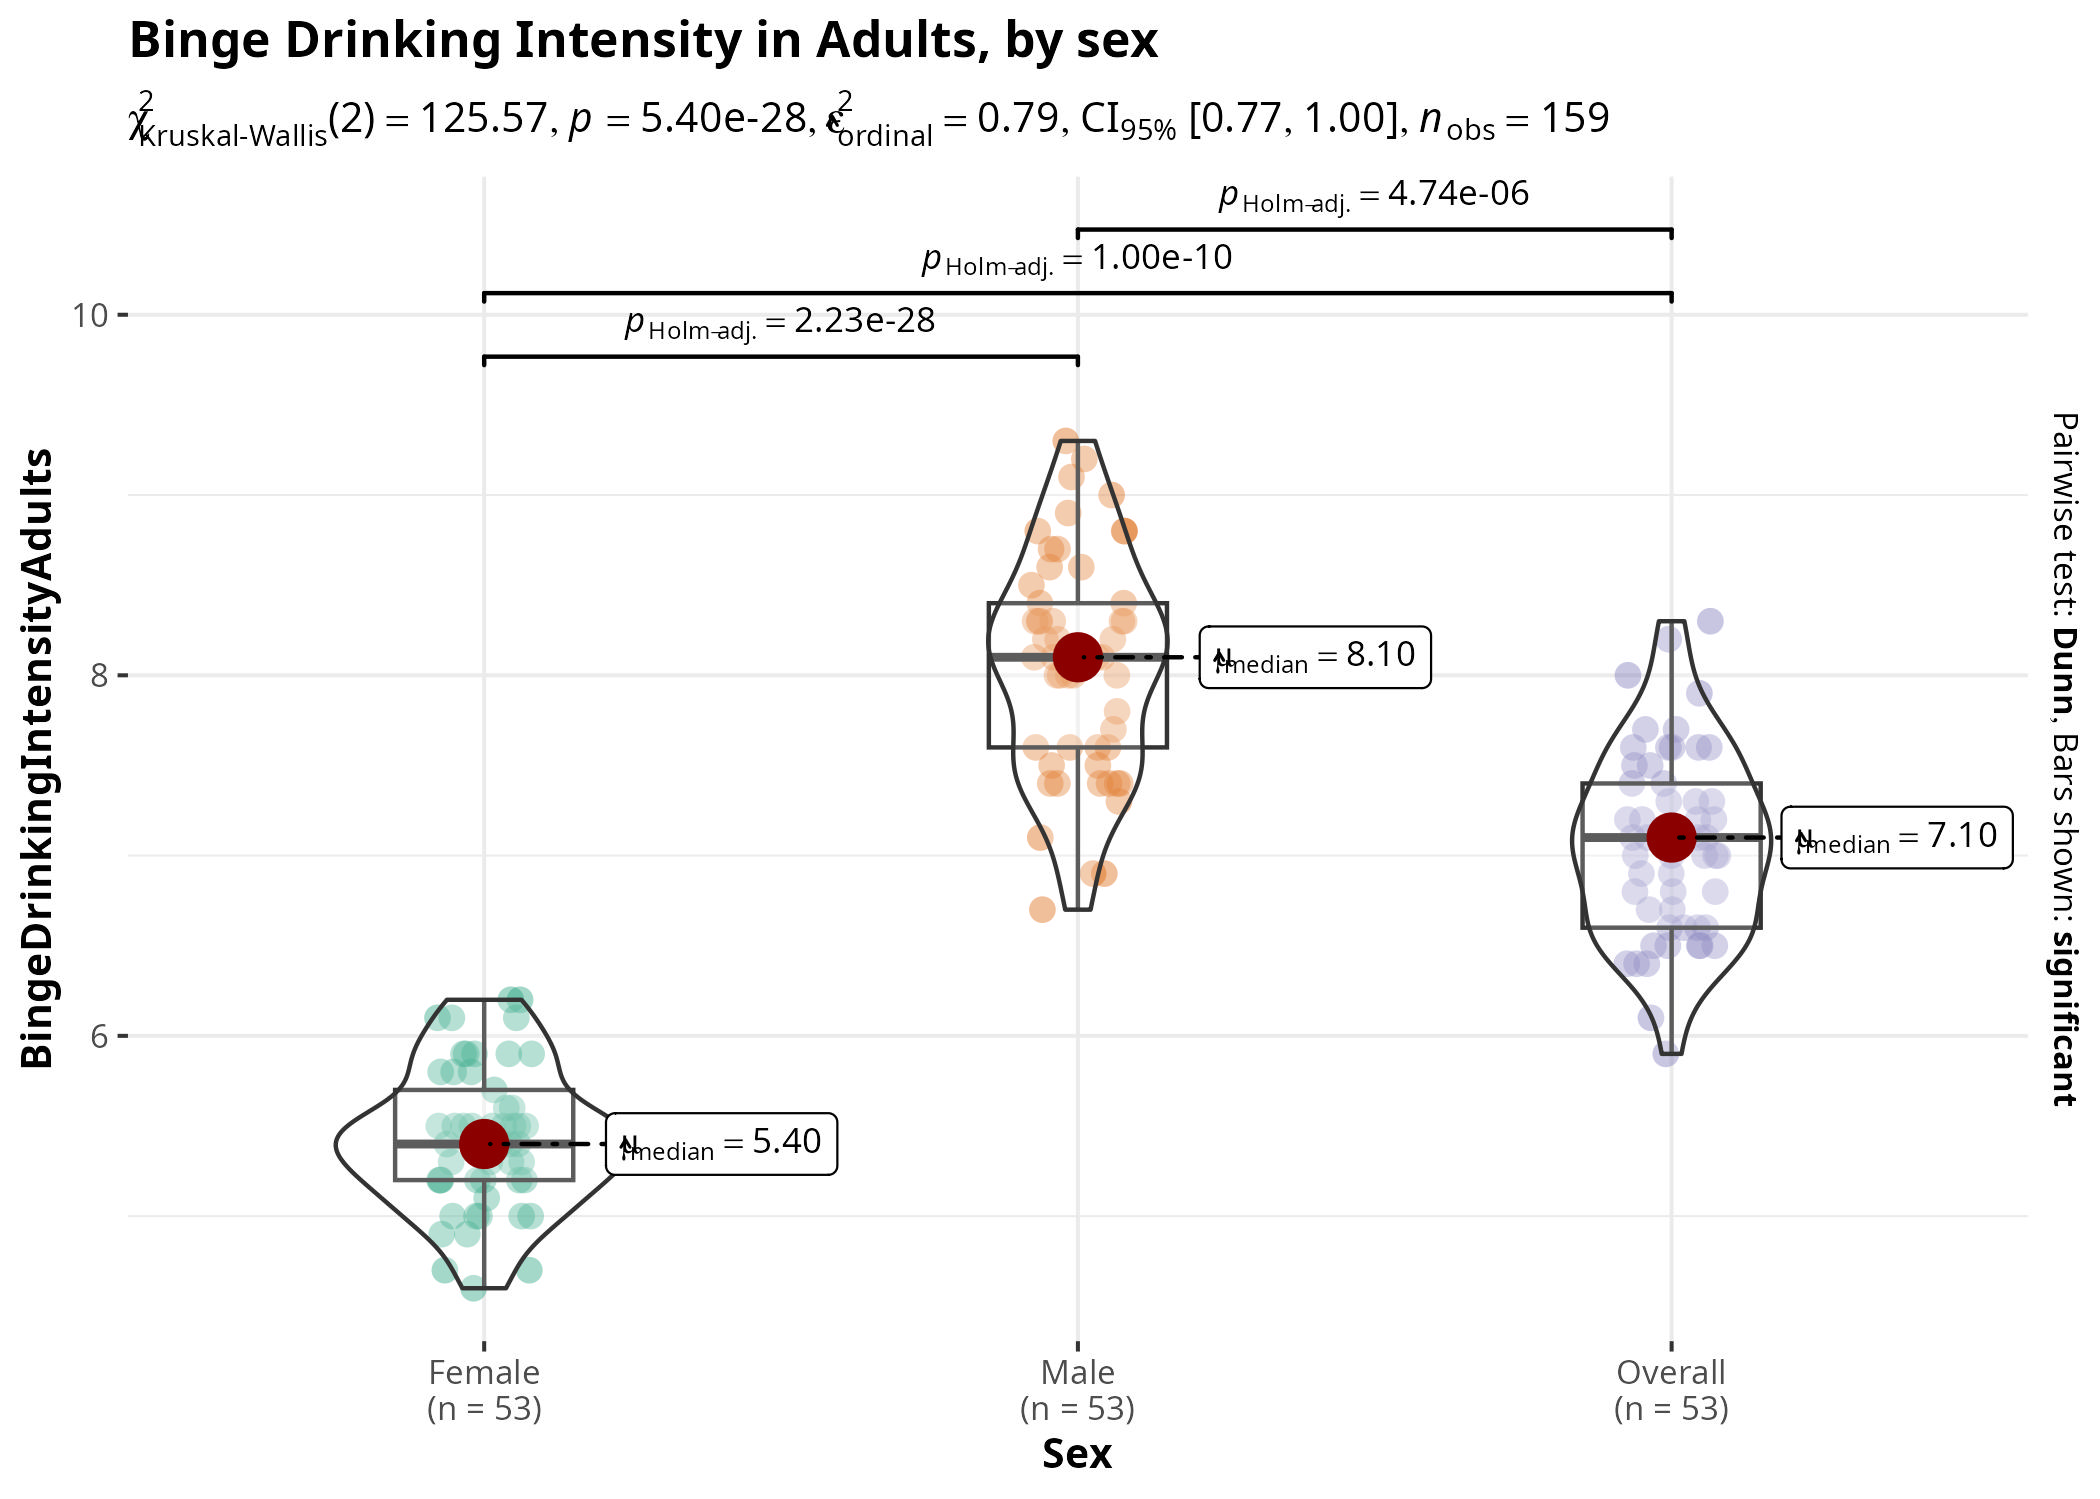 Binge Drinking Intensity in Adults, by sex
χ²Kruskal-Wallis(2) = 125.57, p = 5.40e-28, ε̂²ordinal = 0.79, CI95% [0.77, 1.00], nobs = 159
pHolm-adj. = 4.74e-06
pHolm-adj. = 1.00e-10
pHolm-adj. = 2.23e-28
10
8
6
BingeDrinkingIntensityAdults
μ̂median = 8.10
μ̂median = 7.10
μ̂median = 5.40
Pairwise test: Dunn, Bars shown: significant
Female
(n = 53)
Male
(n = 53)
Overall
(n = 53)
Sex